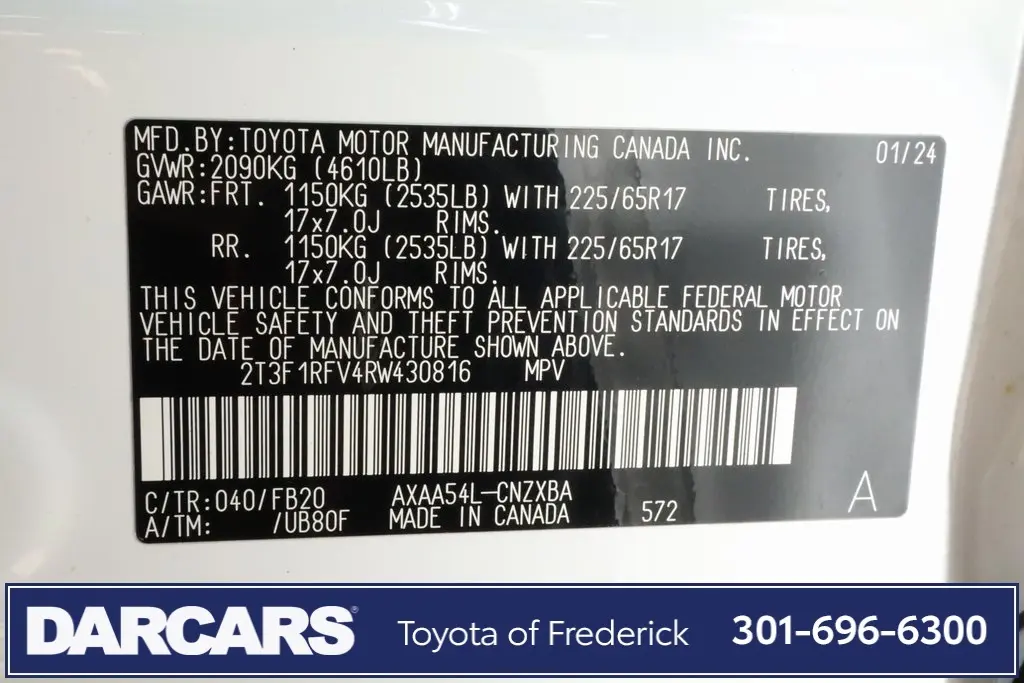 MFD.BY:TOYOTA MOTOR MANUFACTURING CANADA INC. 01/24
GVWR:2090KG (4610LB)
GAWR:FRT. 1150KG (2535LB) WITH 225/65R17 TIRES,
17x7.0J RIMS.
RR. 1150KG (2535LB) WITH 225/65R17 TIRES,
17x7.0J RIMS.
THIS VEHICLE CONFORMS TO ALL APPLICABLE FEDERAL MOTOR
VEHICLE SAFETY AND THEFT PREVENTION STANDARDS IN EFFECT ON
THE DATE OF MANUFACTURE SHOWN ABOVE.
2T3F1RFV4RW430816 MPV
C/TR:040/FB20 AXAA54L-CNZXBA A
A/TM: /UB80F MADE IN CANADA 572
DARCARS® Toyota of Frederick 301-696-6300